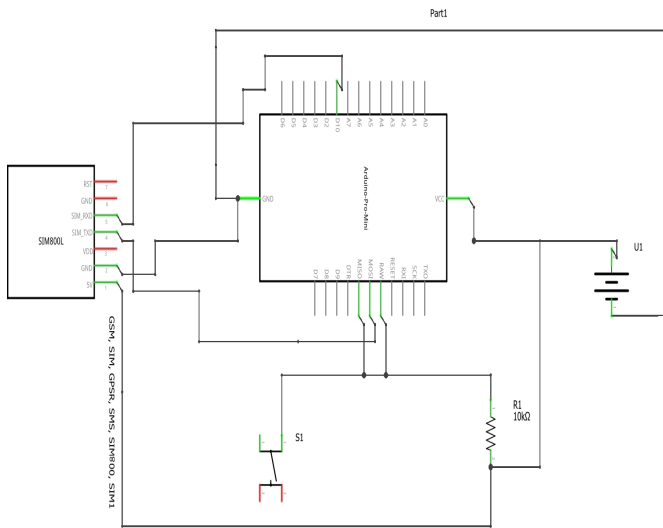 Part1
D6
D5
D4
D3
D2
D10
A7
A6
A5
A4
A3
A2
A1
A0
Arduino-Pro-Mini
GND
VCC
RST
GND
SIM_RXD
SIM_TXD
VDD
GND
5V
SIM800L
U1
D7
D8
D9
DTR
MISO
MOSI
RAW
RESET
RXI
SCK
TXO
GSM, SIM, GPSR, SMS, SIM800, SIM1
S1
R1
10kΩ